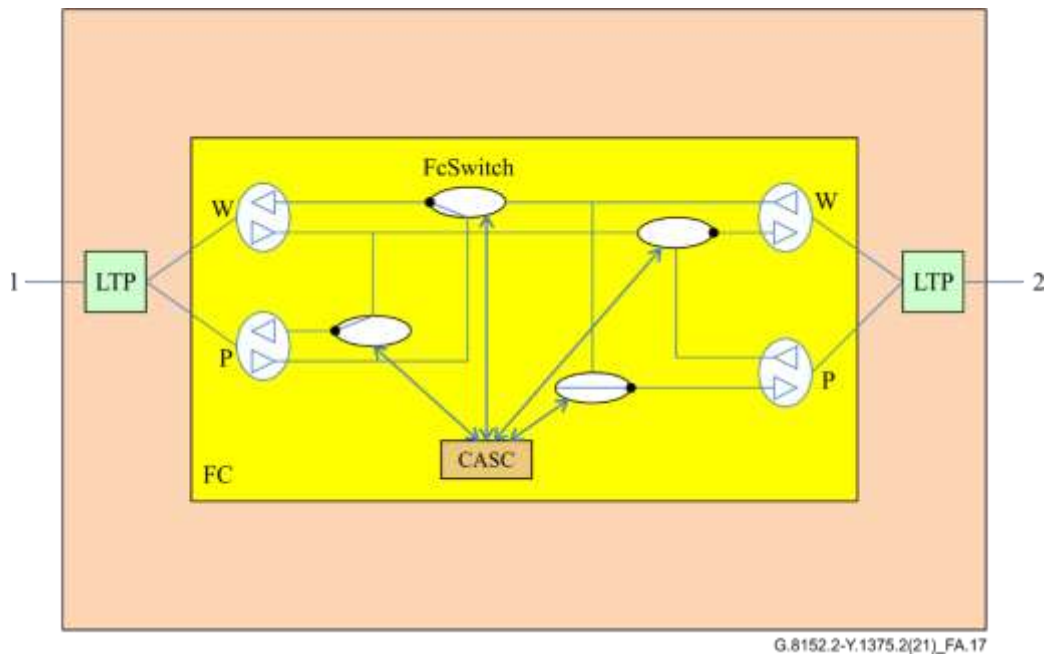 FcSwitch
W
W
1
LTP
LTP
2
P
P
CASC
FC
G.8152.2-Y.1375.2(21)_FA.17